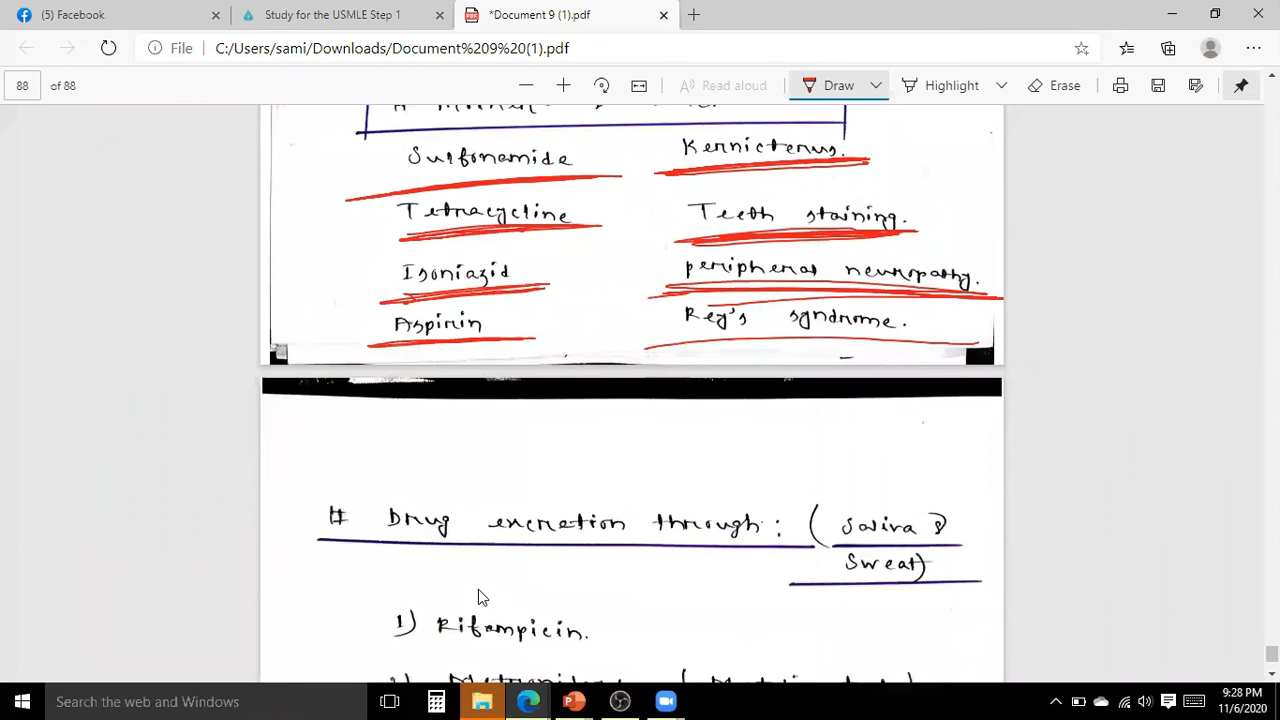 (5) Facebook
Study for the USMLE Step 1
*Document 9 (1).pdf
File C:/Users/sami/Downloads/Document%209%20(1).pdf
88 of 88
Read aloud
Draw
Highlight
Erase
Sulfonamide Kernicterus.
Tetracycline Teeth staining.
Isoniazid peripheral neuropathy.
Aspirin Rey's syndrome.
# Drug excretion through: (Saliva &
Sweat)
1) Rifampicin.
Search the web and Windows
9:28 PM
11/6/2020